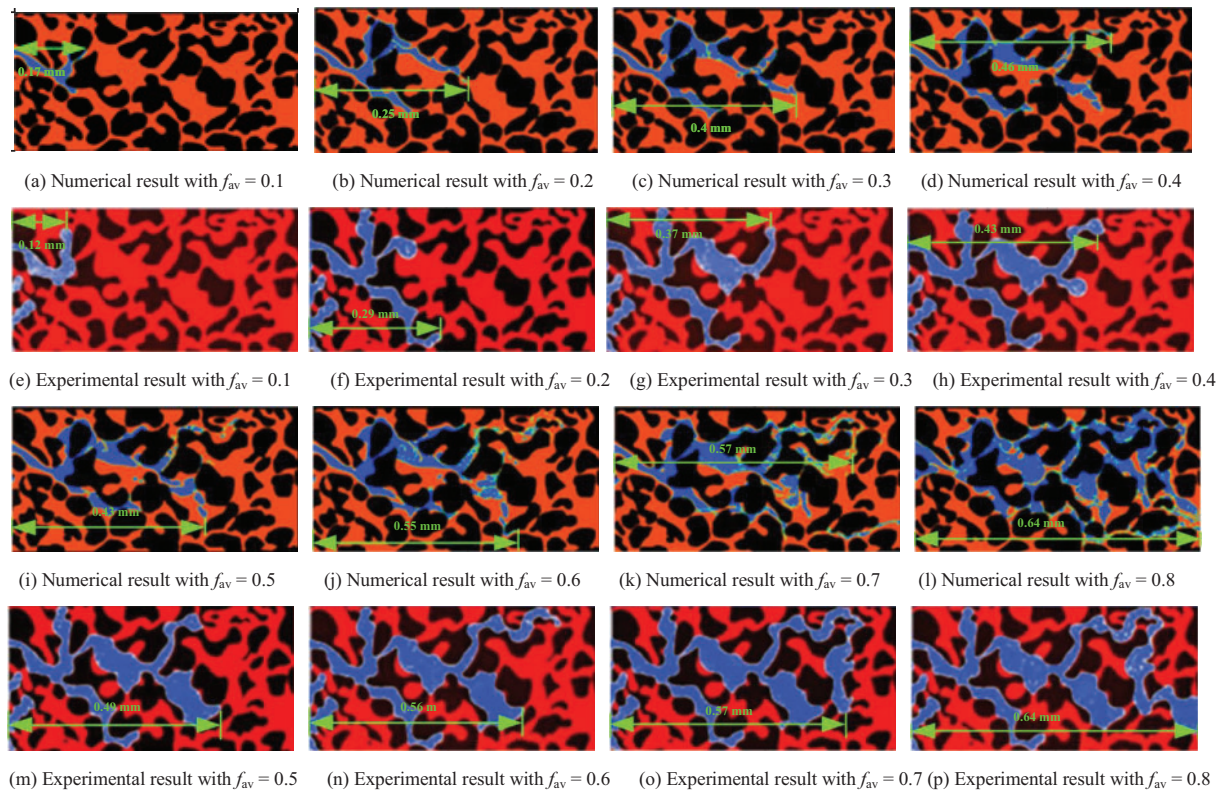 0.17 mm
0.25 mm
0.4 mm
0.46 mm
(a) Numerical result with fav = 0.1
(b) Numerical result with fav = 0.2
(c) Numerical result with fav = 0.3
(d) Numerical result with fav = 0.4
0.12 mm
0.29 mm
0.37 mm
0.43 mm
(e) Experimental result with fav = 0.1
(f) Experimental result with fav = 0.2
(g) Experimental result with fav = 0.3
(h) Experimental result with fav = 0.4
0.43 mm
0.55 mm
0.57 mm
0.64 mm
(i) Numerical result with fav = 0.5
(j) Numerical result with fav = 0.6
(k) Numerical result with fav = 0.7
(l) Numerical result with fav = 0.8
0.49 mm
0.56 m
0.57 mm
0.64 mm
(m) Experimental result with fav = 0.5
(n) Experimental result with fav = 0.6
(o) Experimental result with fav = 0.7
(p) Experimental result with fav = 0.8